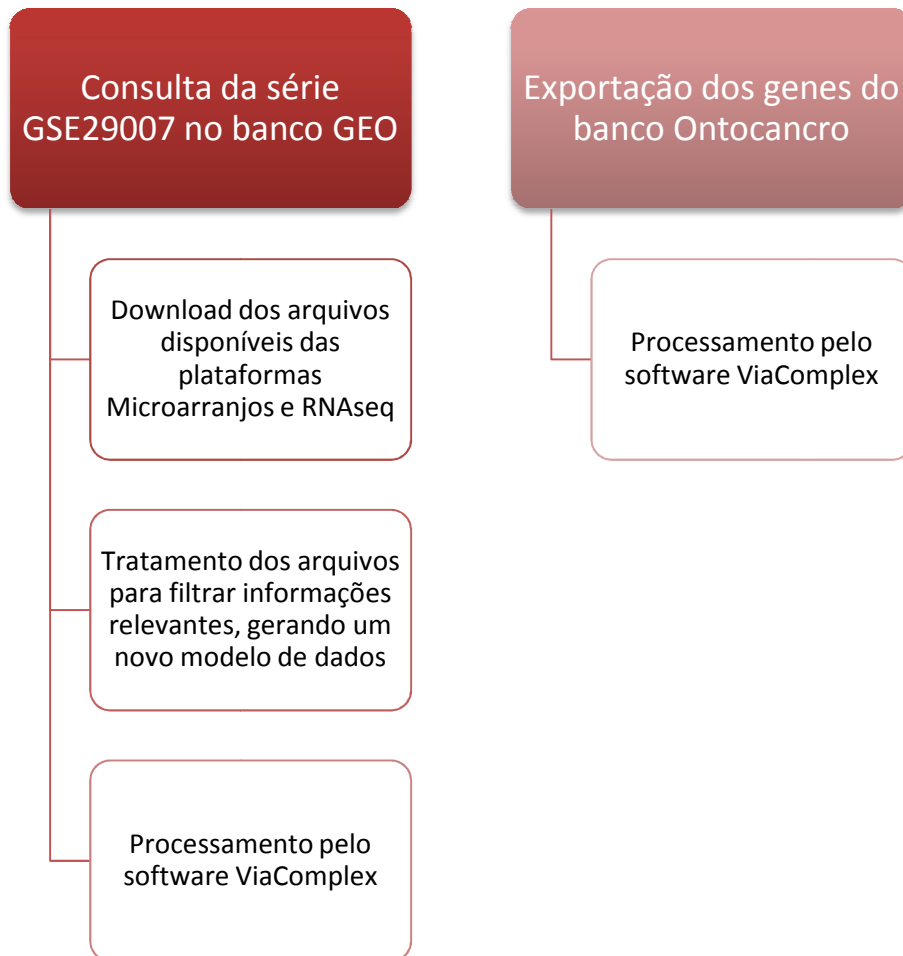 Consulta da série
GSE29007 no banco GEO
Download dos arquivos
disponíveis das
plataformas
Microarranjos e RNAseq
Tratamento dos arquivos
para filtrar informações
relevantes, gerando um
novo modelo de dados
Processamento pelo
software ViaComplex
Exportação dos genes do
banco Ontocancro
Processamento pelo
software ViaComplex